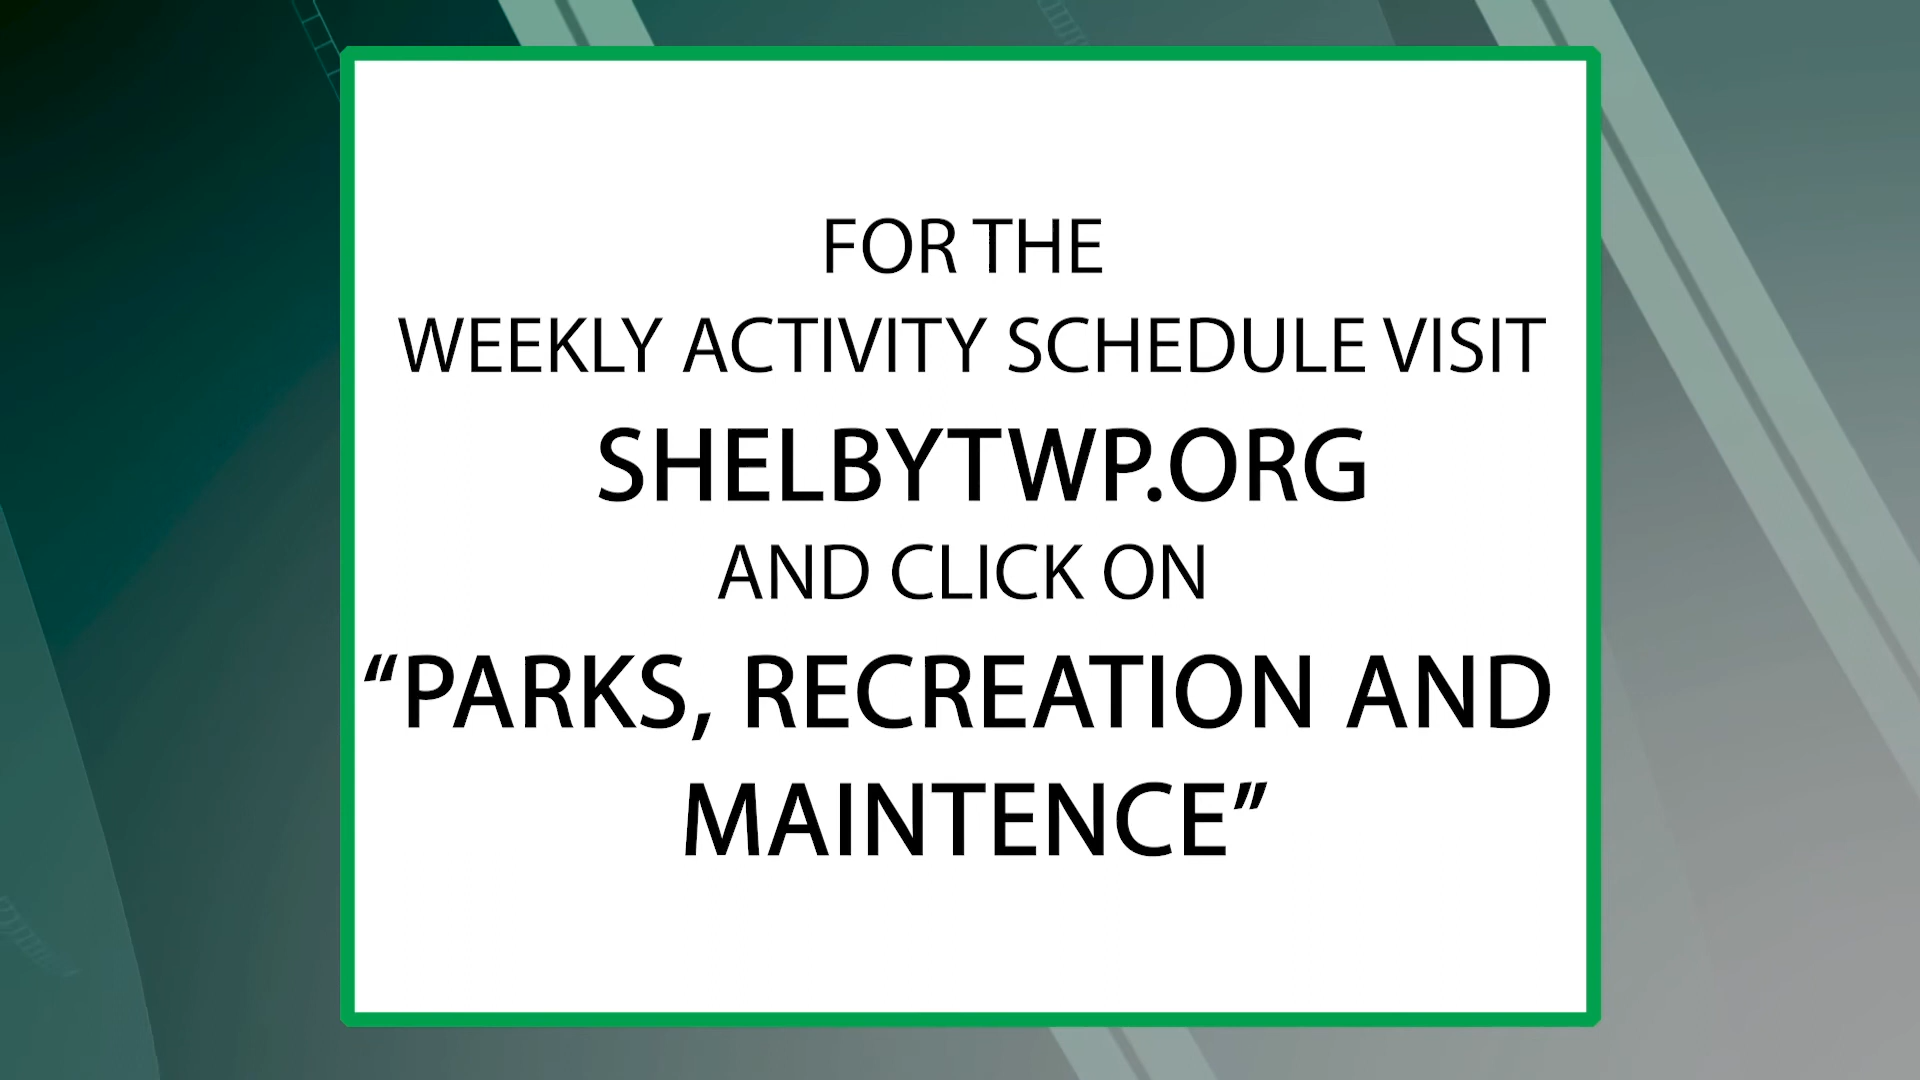 FOR THE
WEEKLY ACTIVITY SCHEDULE VISIT
SHELBYTWP.ORG
AND CLICK ON
“PARKS, RECREATION AND
MAINTENCE”